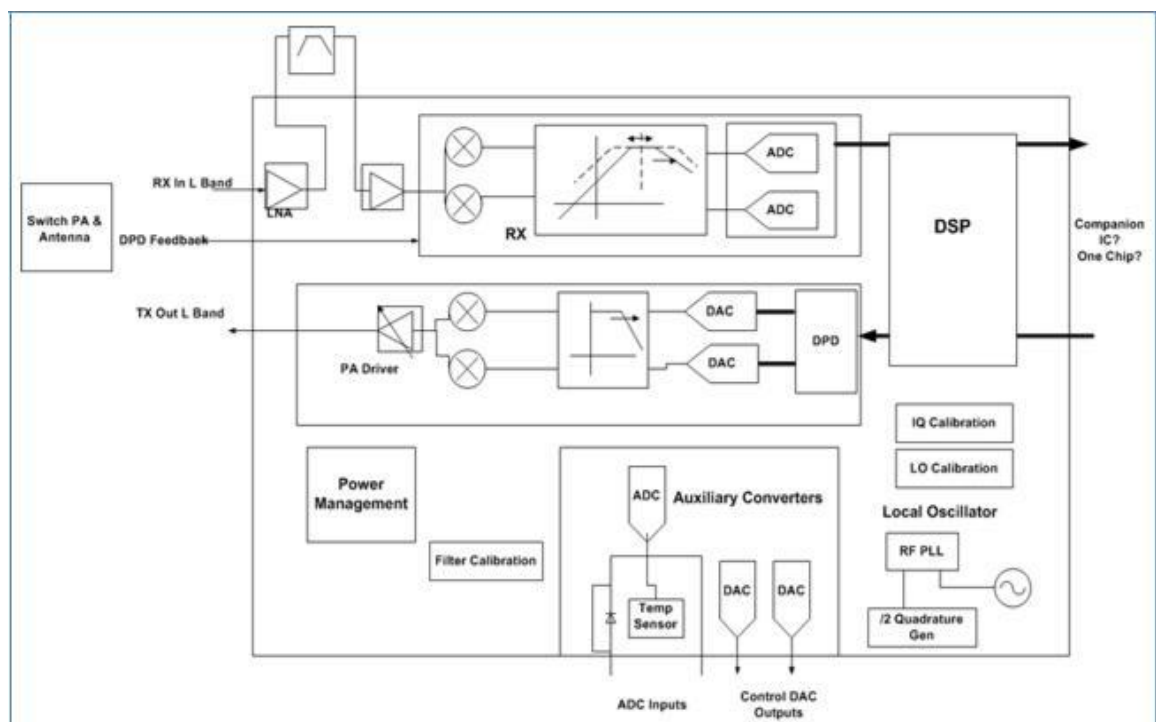 RX In L Band
LNA
Switch PA &
Antenna
DPD Feedback
RX
ADC
ADC
DSP
Companion
IC?
One Chip?
TX Out L Band
PA Driver
DAC
DAC
DPD
IQ Calibration
LO Calibration
Power
Management
Filter Calibration
ADC
Auxiliary Converters
Temp
Sensor
DAC
DAC
Local Oscillator
RF PLL
/2 Quadrature
Gen
ADC Inputs
Control DAC
Outputs